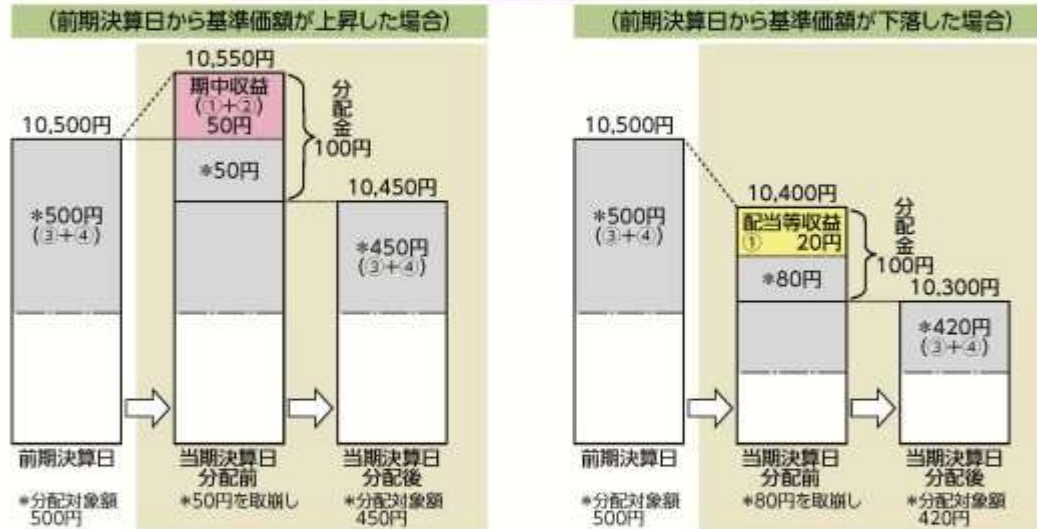 (前期決算日から基準価額が上昇した場合)
10,500円
*500円
(③+④)
前期決算日
*分配対象額
500円
10,550円
期中収益
(①+②)
50円
*50円
分配金
100円
当期決算日
分配前
*50円を取崩し
10,450円
*450円
(③+④)
当期決算日
分配後
*分配対象額
450円
(前期決算日から基準価額が下落した場合)
10,500円
*500円
(③+④)
前期決算日
*分配対象額
500円
10,400円
配当等収益
① 20円
*80円
分配金
100円
当期決算日
分配前
*80円を取崩し
10,300円
*420円
(③+④)
当期決算日
分配後
*分配対象額
420円